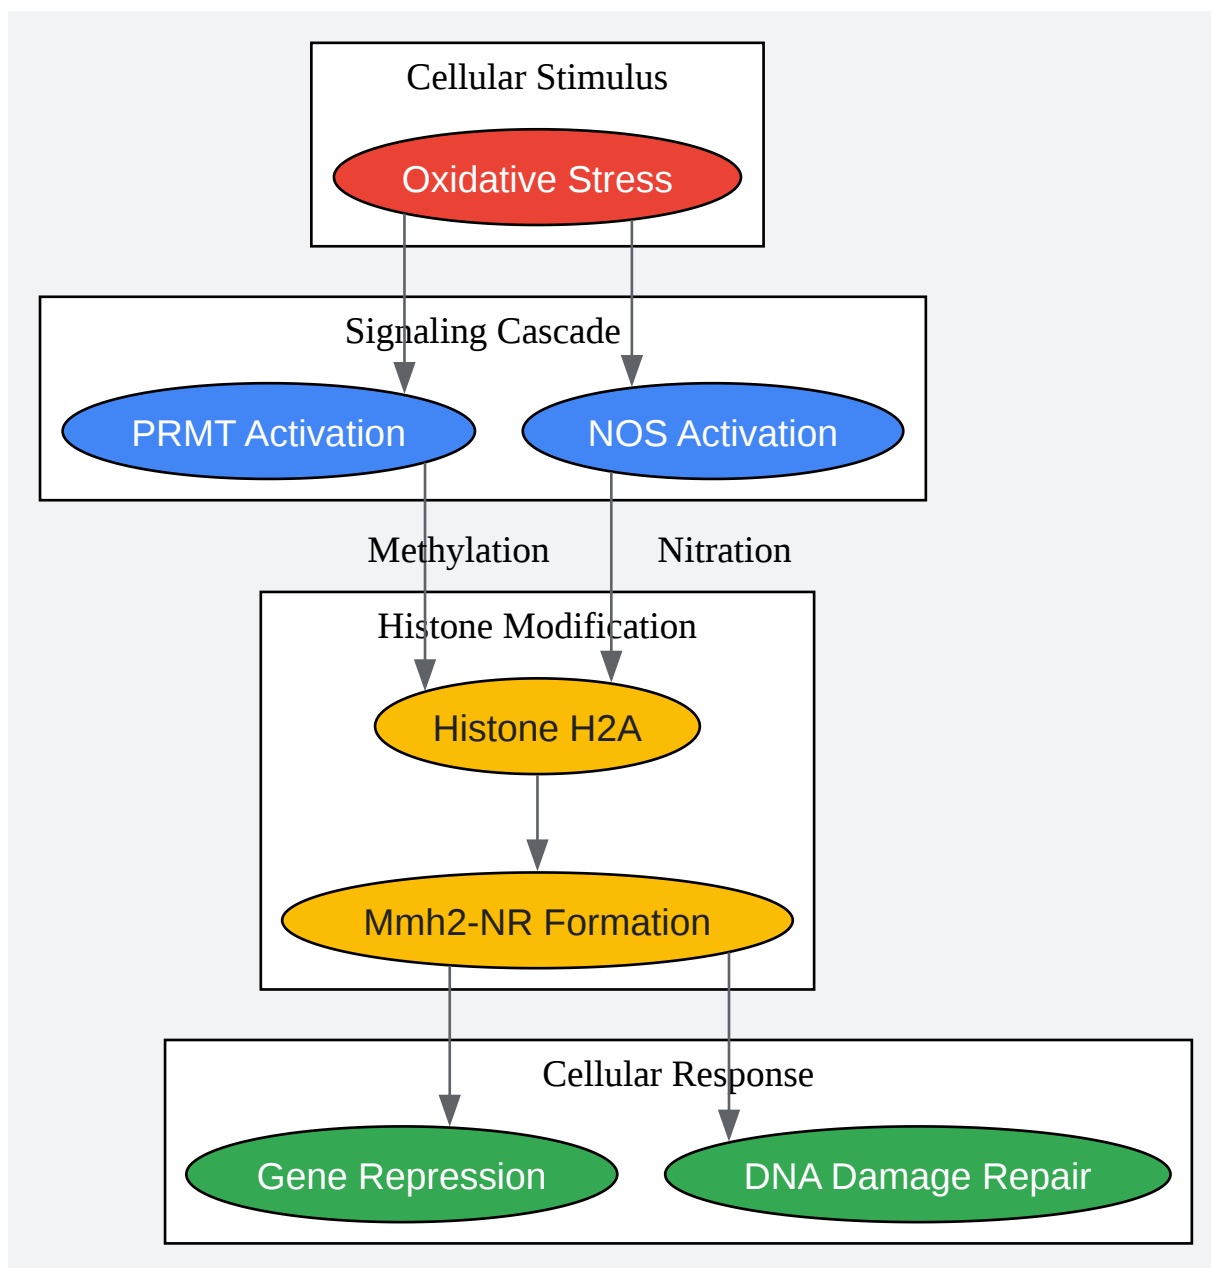 Cellular Stimulus
Oxidative Stress
Signaling Cascade
PRMT Activation
NOS Activation
Methylation
Nitration
Histone Modification
Histone H2A
Mmh2-NR Formation
Cellular Response
Gene Repression
DNA Damage Repair